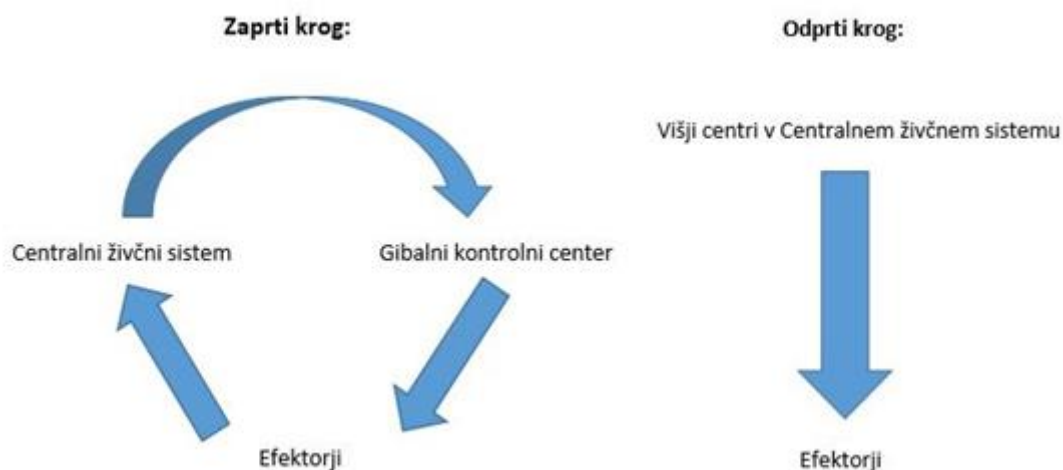 Zaprti krog:
Odprti krog:
Višji centri v Centralnem živčnem sistemu
Centralni živčni sistem
Gibalni kontrolni center
Efektorji
Efektorji